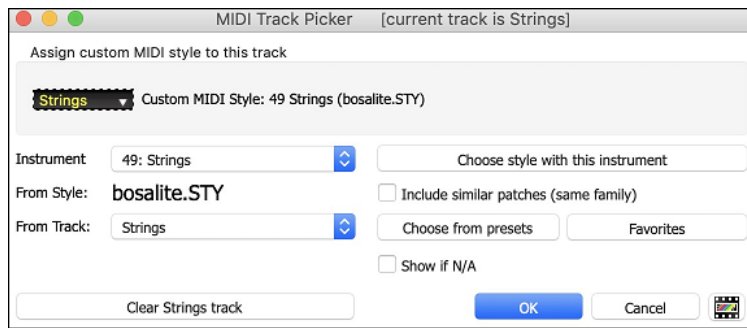 MIDI Track Picker [current track is Strings]
Assign custom MIDI style to this track
Strings Custom MIDI Style: 49 Strings (bosalite.STY)
Instrument 49: Strings Choose style with this instrument
From Style: bosalite.STY Include similar patches (same family)
From Track: Strings Choose from presets Favorites
Show if N/A
Clear Strings track OK Cancel